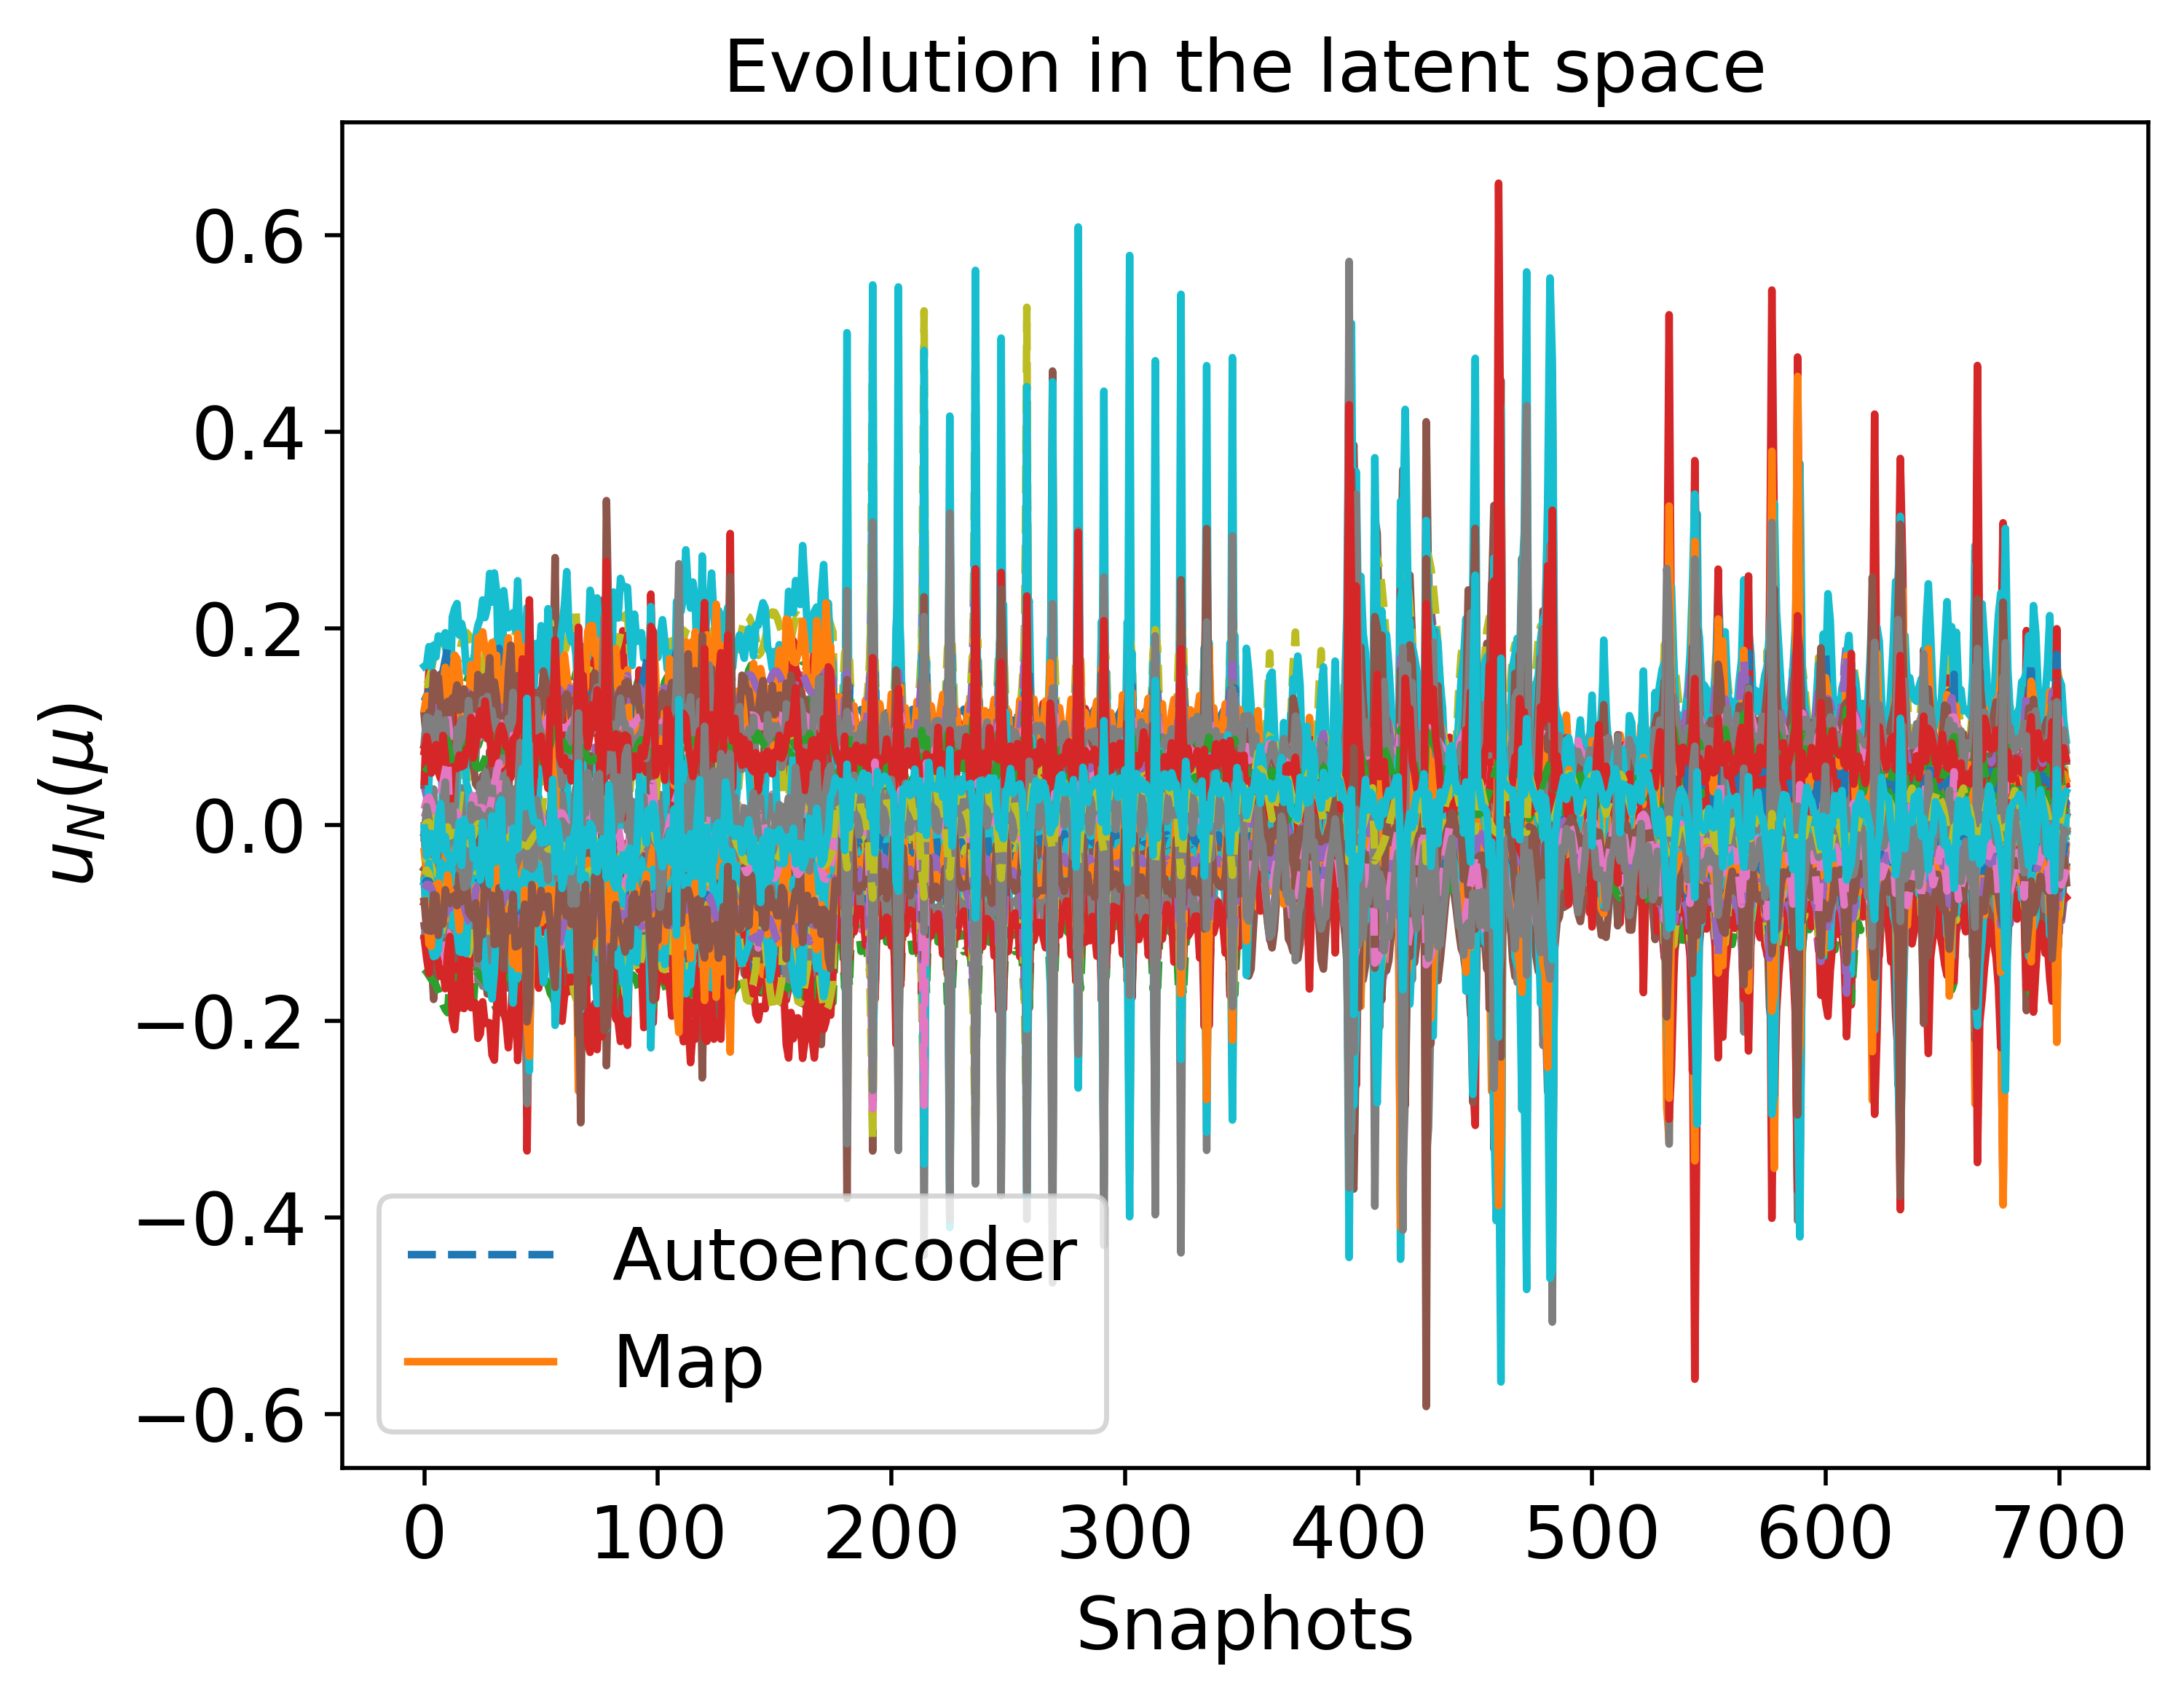 Evolution in the latent space
0.6
0.4
0.2
0.0
−0.2
−0.4
−0.6
u_N(μ)
Autoencoder
Map
0 100 200 300 400 500 600 700
Snaphots